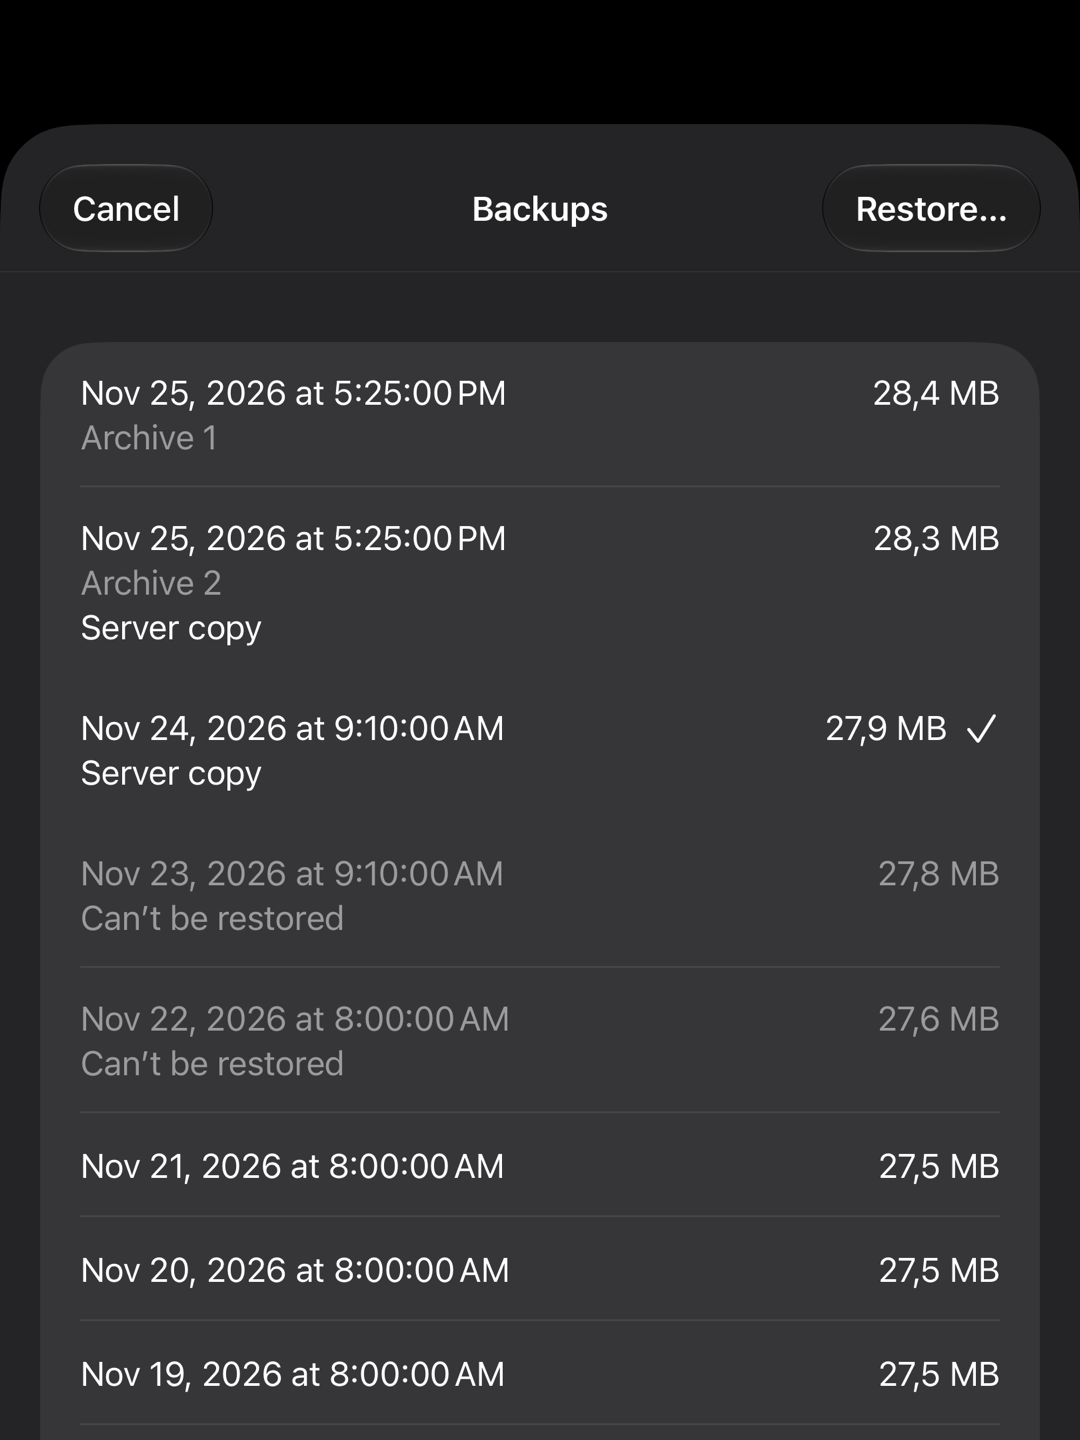 Cancel
Backups
Restore...
Nov 25, 2026 at 5:25:00 PM
28,4 MB
Archive 1
Nov 25, 2026 at 5:25:00 PM
28,3 MB
Archive 2
Server copy
Nov 24, 2026 at 9:10:00 AM
27,9 MB
Server copy
Nov 23, 2026 at 9:10:00 AM
27,8 MB
Can’t be restored
Nov 22, 2026 at 8:00:00 AM
27,6 MB
Can’t be restored
Nov 21, 2026 at 8:00:00 AM
27,5 MB
Nov 20, 2026 at 8:00:00 AM
27,5 MB
Nov 19, 2026 at 8:00:00 AM
27,5 MB